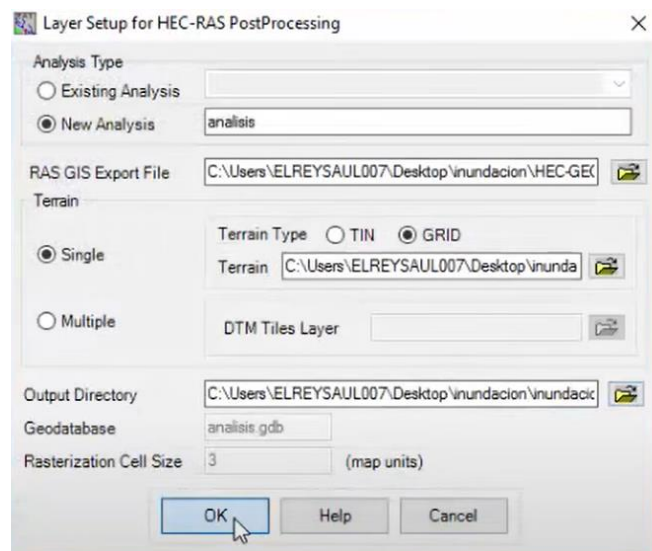 Layer Setup for HEC-RAS PostProcessing
Analysis Type
Existing Analysis
New Analysis analisis
RAS GIS Export File C:\Users\ELREYSAUL007\Desktop\inundacion\HEC-GE(
Terrain
Single
Terrain Type TIN GRID
Terrain C:\Users\ELREYSAUL007\Desktop\inunda
Multiple
DTM Tiles Layer
Output Directory C:\Users\ELREYSAUL007\Desktop\inundacion\inundacic
Geodatabase analisis.gdb
Rasterization Cell Size 3 (map units)
OK Help Cancel